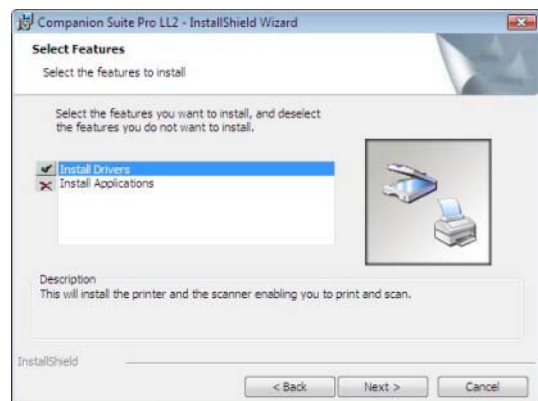 Companion Suite Pro LL2 - InstallShield Wizard
Select Features
Select the features to install
Select the features you want to install, and deselect
the features you do not want to install.
Install Drivers
Install Applications
Description
This will install the printer and the scanner enabling you to print and scan.
InstallShield
< Back
Next >
Cancel